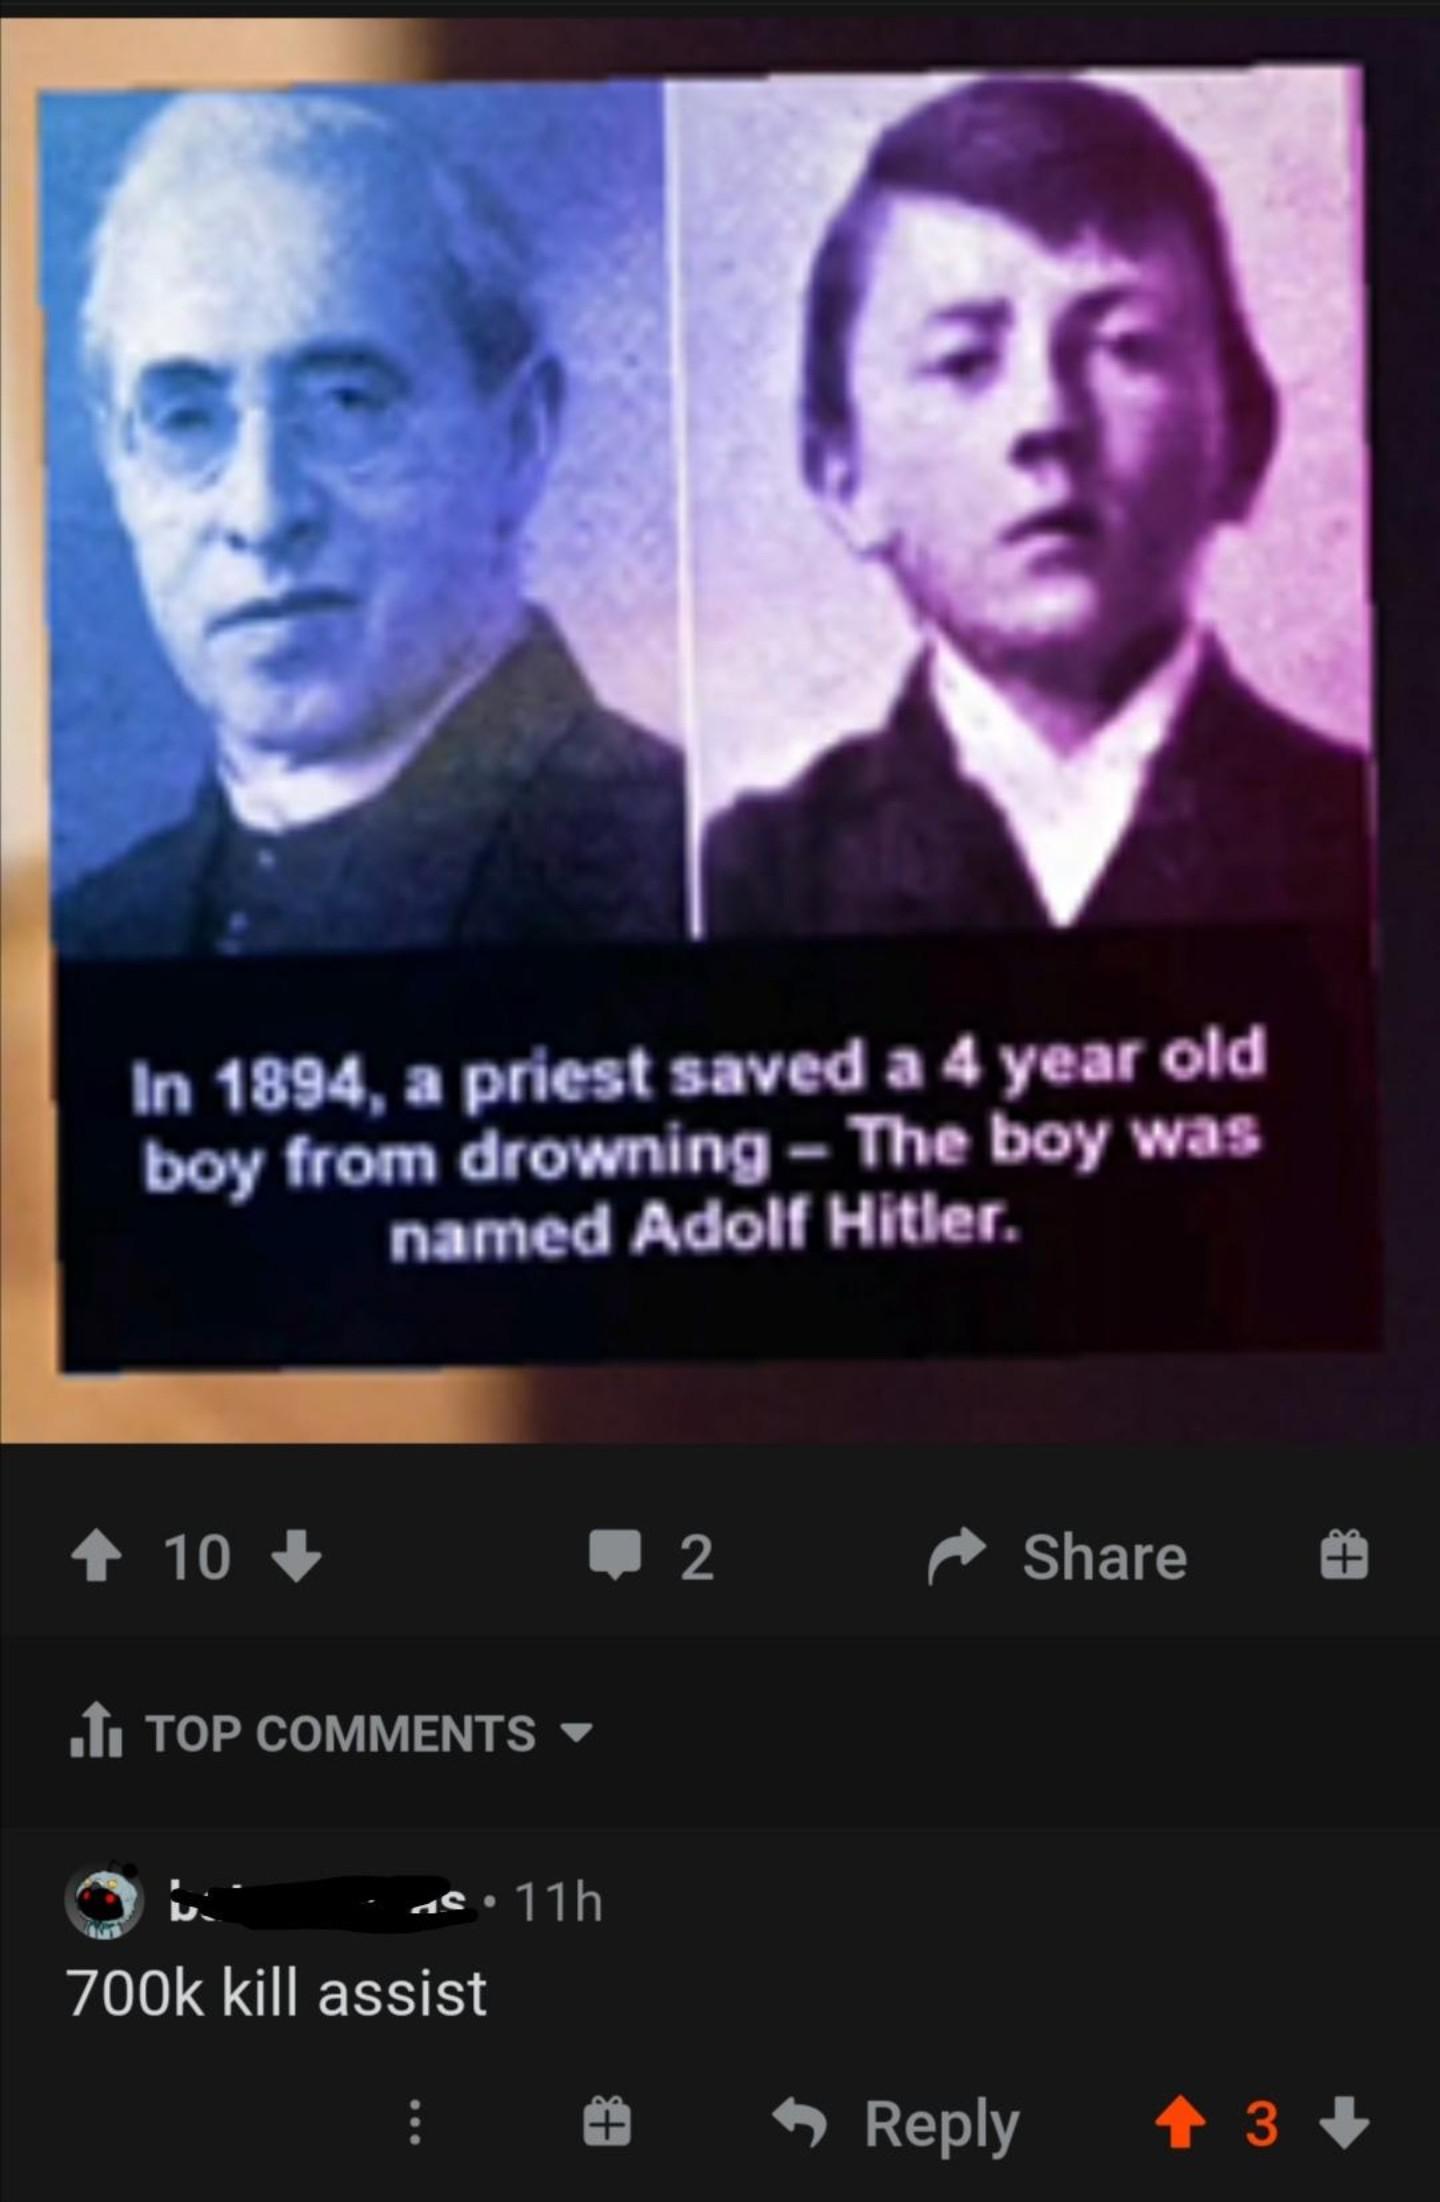 In 1894, a priest saved a 4 year old
boy from drowning – The boy was
named Adolf Hitler.
10 2 Share
TOP COMMENTS
• 11h
700k kill assist
Reply 3